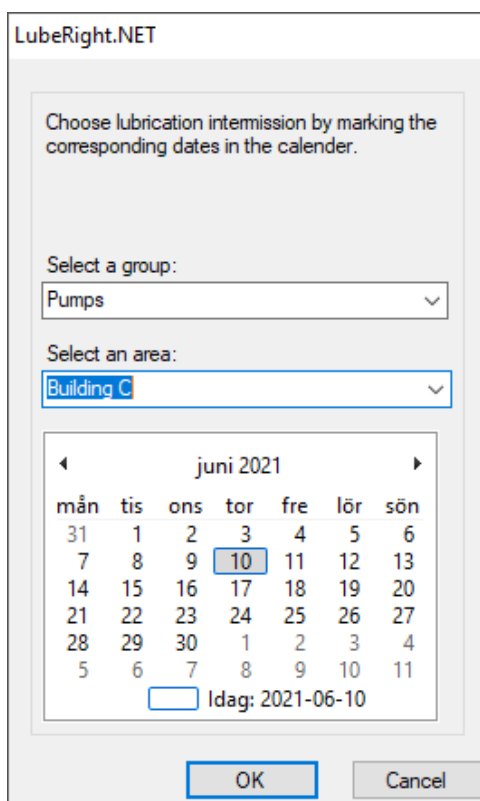 LubeRight.NET
Choose lubrication intermission by marking the
corresponding dates in the calender.
Select a group:
Pumps
Select an area:
Building C
juni 2021
mån tis ons tor fre lör sön
31 1 2 3 4 5 6
7 8 9 10 11 12 13
14 15 16 17 18 19 20
21 22 23 24 25 26 27
28 29 30 1 2 3 4
5 6 7 8 9 10 11
Idag: 2021-06-10
OK Cancel